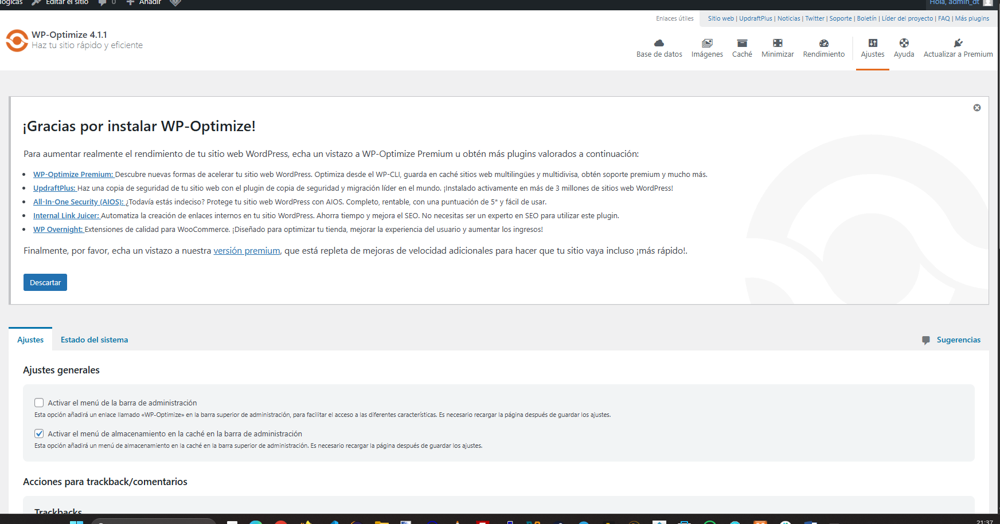 lógicas Editar el sitio 0 Añadir Hola, admin_dt
Enlaces útiles Sitio web | UpdraftPlus | Noticias | Twitter | Soporte | Boletín | Líder del proyecto | FAQ | Más plugins
WP-Optimize 4.1.1
Haz tu sitio rápido y eficiente
Base de datos Imágenes Caché Minimizar Rendimiento Ajustes Ayuda Actualizar a Premium
¡Gracias por instalar WP-Optimize!
Para aumentar realmente el rendimiento de tu sitio web WordPress, echa un vistazo a WP-Optimize Premium u obtén más plugins valorados a continuación:
WP-Optimize Premium: Descubre nuevas formas de acelerar tu sitio web WordPress. Optimiza desde el WP-CLI, guarda en caché sitios web multilingües y multidivisa, obtén soporte premium y mucho más.
UpdraftPlus: Haz una copia de seguridad de tu sitio web con el plugin de copia de seguridad y migración líder en el mundo. ¡Instalado activamente en más de 3 millones de sitios web WordPress!
All-In-One Security (AIOS): ¿Todavía estás indeciso? Protege tu sitio web WordPress con AIOS. Completo, rentable, con una puntuación de 5* y fácil de usar.
Internal Link Juicer: Automatiza la creación de enlaces internos en tu sitio WordPress. Ahorra tiempo y mejora el SEO. No necesitas ser un experto en SEO para utilizar este plugin.
WP Overnight: Extensiones de calidad para WooCommerce. ¡Diseñado para optimizar tu tienda, mejorar la experiencia del usuario y aumentar los ingresos!
Finalmente, por favor, echa un vistazo a nuestra versión premium, que está repleta de mejoras de velocidad adicionales para hacer que tu sitio vaya incluso ¡más rápido!.
Descartar
Ajustes Estado del sistema Sugerencias
Ajustes generales
Activar el menú de la barra de administración
Esta opción añadirá un enlace llamado «WP-Optimize» en la barra superior de administración, para facilitar el acceso a las diferentes características. Es necesario recargar la página después de guardar los ajustes.
Activar el menú de almacenamiento en la caché en la barra de administración
Esta opción añadirá un menú de almacenamiento en la caché en la barra superior de administración. Es necesario recargar la página después de guardar los ajustes.
Acciones para trackback/comentarios
Trackbacks
21:37